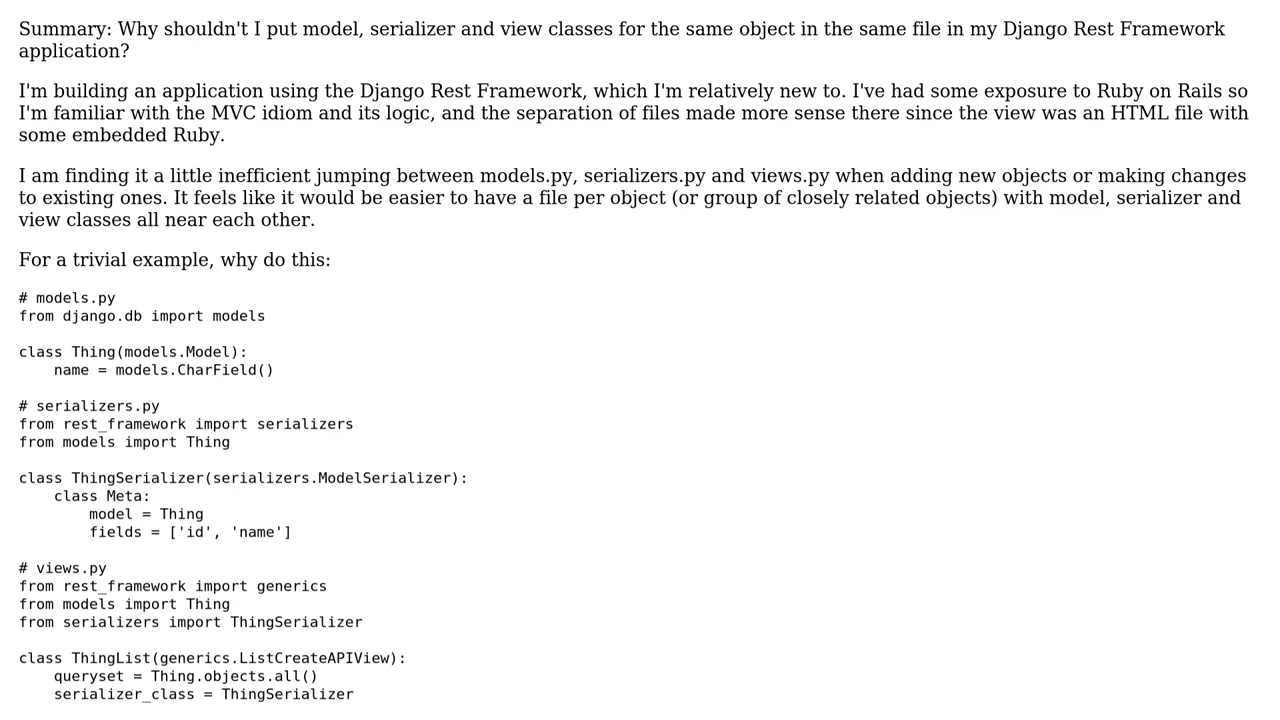 Summary: Why shouldn't I put model, serializer and view classes for the same object in the same file in my Django Rest Framework
application?
I'm building an application using the Django Rest Framework, which I'm relatively new to. I've had some exposure to Ruby on Rails so
I'm familiar with the MVC idiom and its logic, and the separation of files made more sense there since the view was an HTML file with
some embedded Ruby.
I am finding it a little inefficient jumping between models.py, serializers.py and views.py when adding new objects or making changes
to existing ones. It feels like it would be easier to have a file per object (or group of closely related objects) with model, serializer and
view classes all near each other.
For a trivial example, why do this:
# models.py
from django.db import models
class Thing(models.Model):
    name = models.CharField()
# serializers.py
from rest_framework import serializers
from models import Thing
class ThingSerializer(serializers.ModelSerializer):
    class Meta:
        model = Thing
        fields = ['id', 'name']
# views.py
from rest_framework import generics
from models import Thing
from serializers import ThingSerializer
class ThingList(generics.ListCreateAPIView):
    queryset = Thing.objects.all()
    serializer_class = ThingSerializer